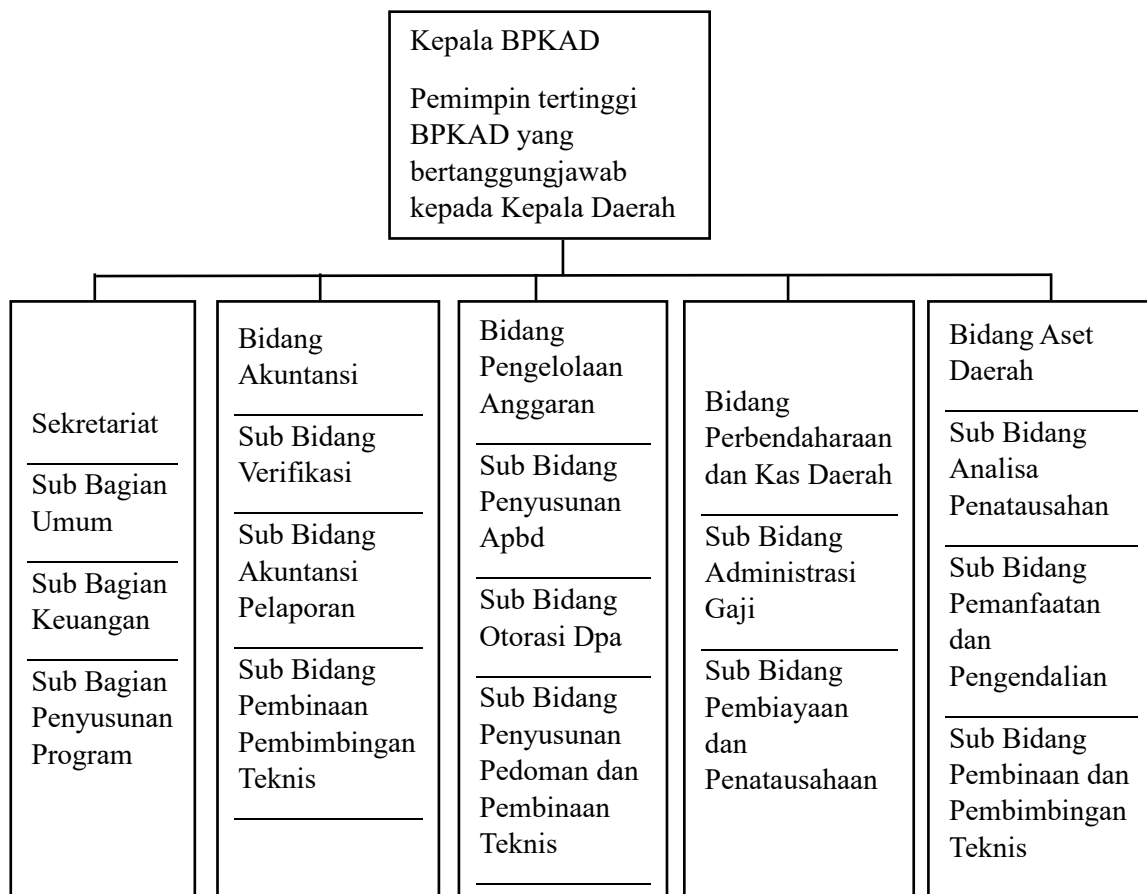 Kepala BPKAD
Pemimpin tertinggi
BPKAD yang
bertanggungjawab
kepada Kepala Daerah
Sekretariat
Sub Bagian
Umum
Sub Bagian
Keuangan
Sub Bagian
Penyusunan
Program
Bidang
Akuntansi
Sub Bidang
Verifikasi
Sub Bidang
Akuntansi
Pelaporan
Sub Bidang
Pembinaan
Pembimbingan
Teknis
Bidang
Pengelolaan
Anggaran
Sub Bidang
Penyusunan
Apbd
Sub Bidang
Otorasi Dpa
Sub Bidang
Penyusunan
Pedoman dan
Pembinaan
Teknis
Bidang
Perbendaharaan
dan Kas Daerah
Sub Bidang
Administrasi
Gaji
Sub Bidang
Pembiayaan
dan
Penatausahaan
Bidang Aset
Daerah
Sub Bidang
Analisa
Penatausahan
Sub Bidang
Pemanfaatan
dan
Pengendalian
Sub Bidang
Pembinaan dan
Pembimbingan
Teknis